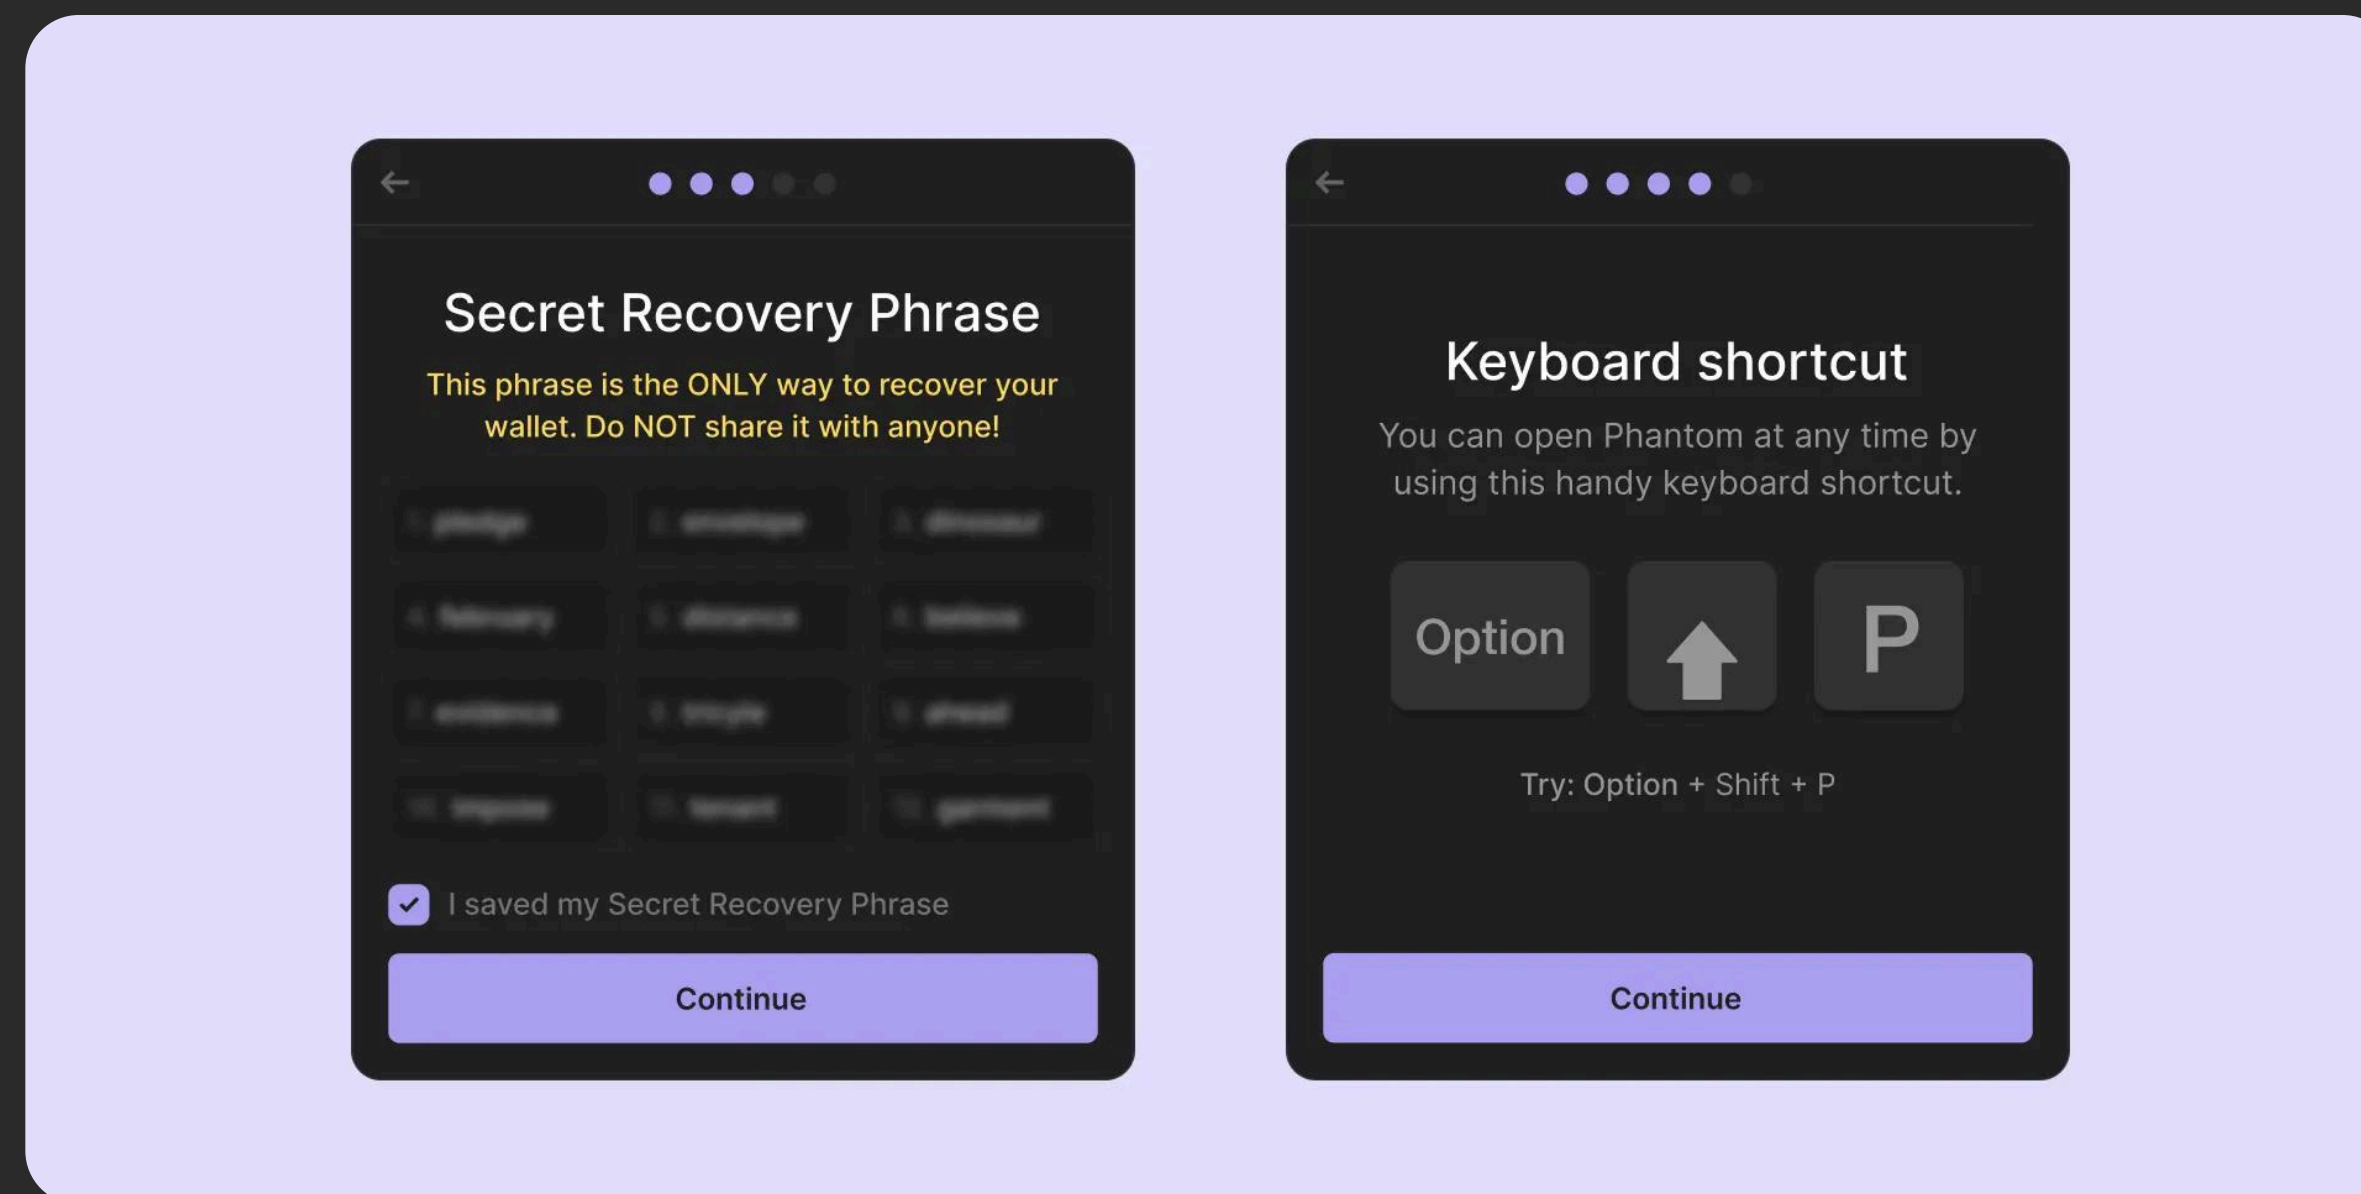 Secret Recovery Phrase
This phrase is the ONLY way to recover your
wallet. Do NOT share it with anyone!
I saved my Secret Recovery Phrase
Continue
Keyboard shortcut
You can open Phantom at any time by
using this handy keyboard shortcut.
Option
P
Try: Option + Shift + P
Continue